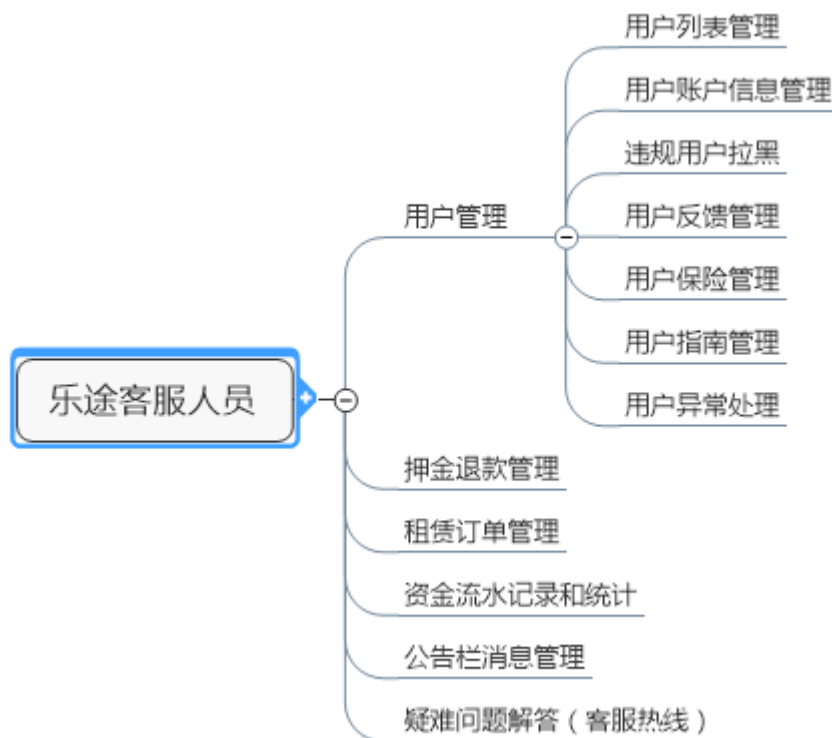 乐途客服人员
用户管理
用户列表管理
用户账户信息管理
违规用户拉黑
用户反馈管理
用户保险管理
用户指南管理
用户异常处理
押金退款管理
租赁订单管理
资金流水记录和统计
公告栏消息管理
疑难问题解答（客服热线）